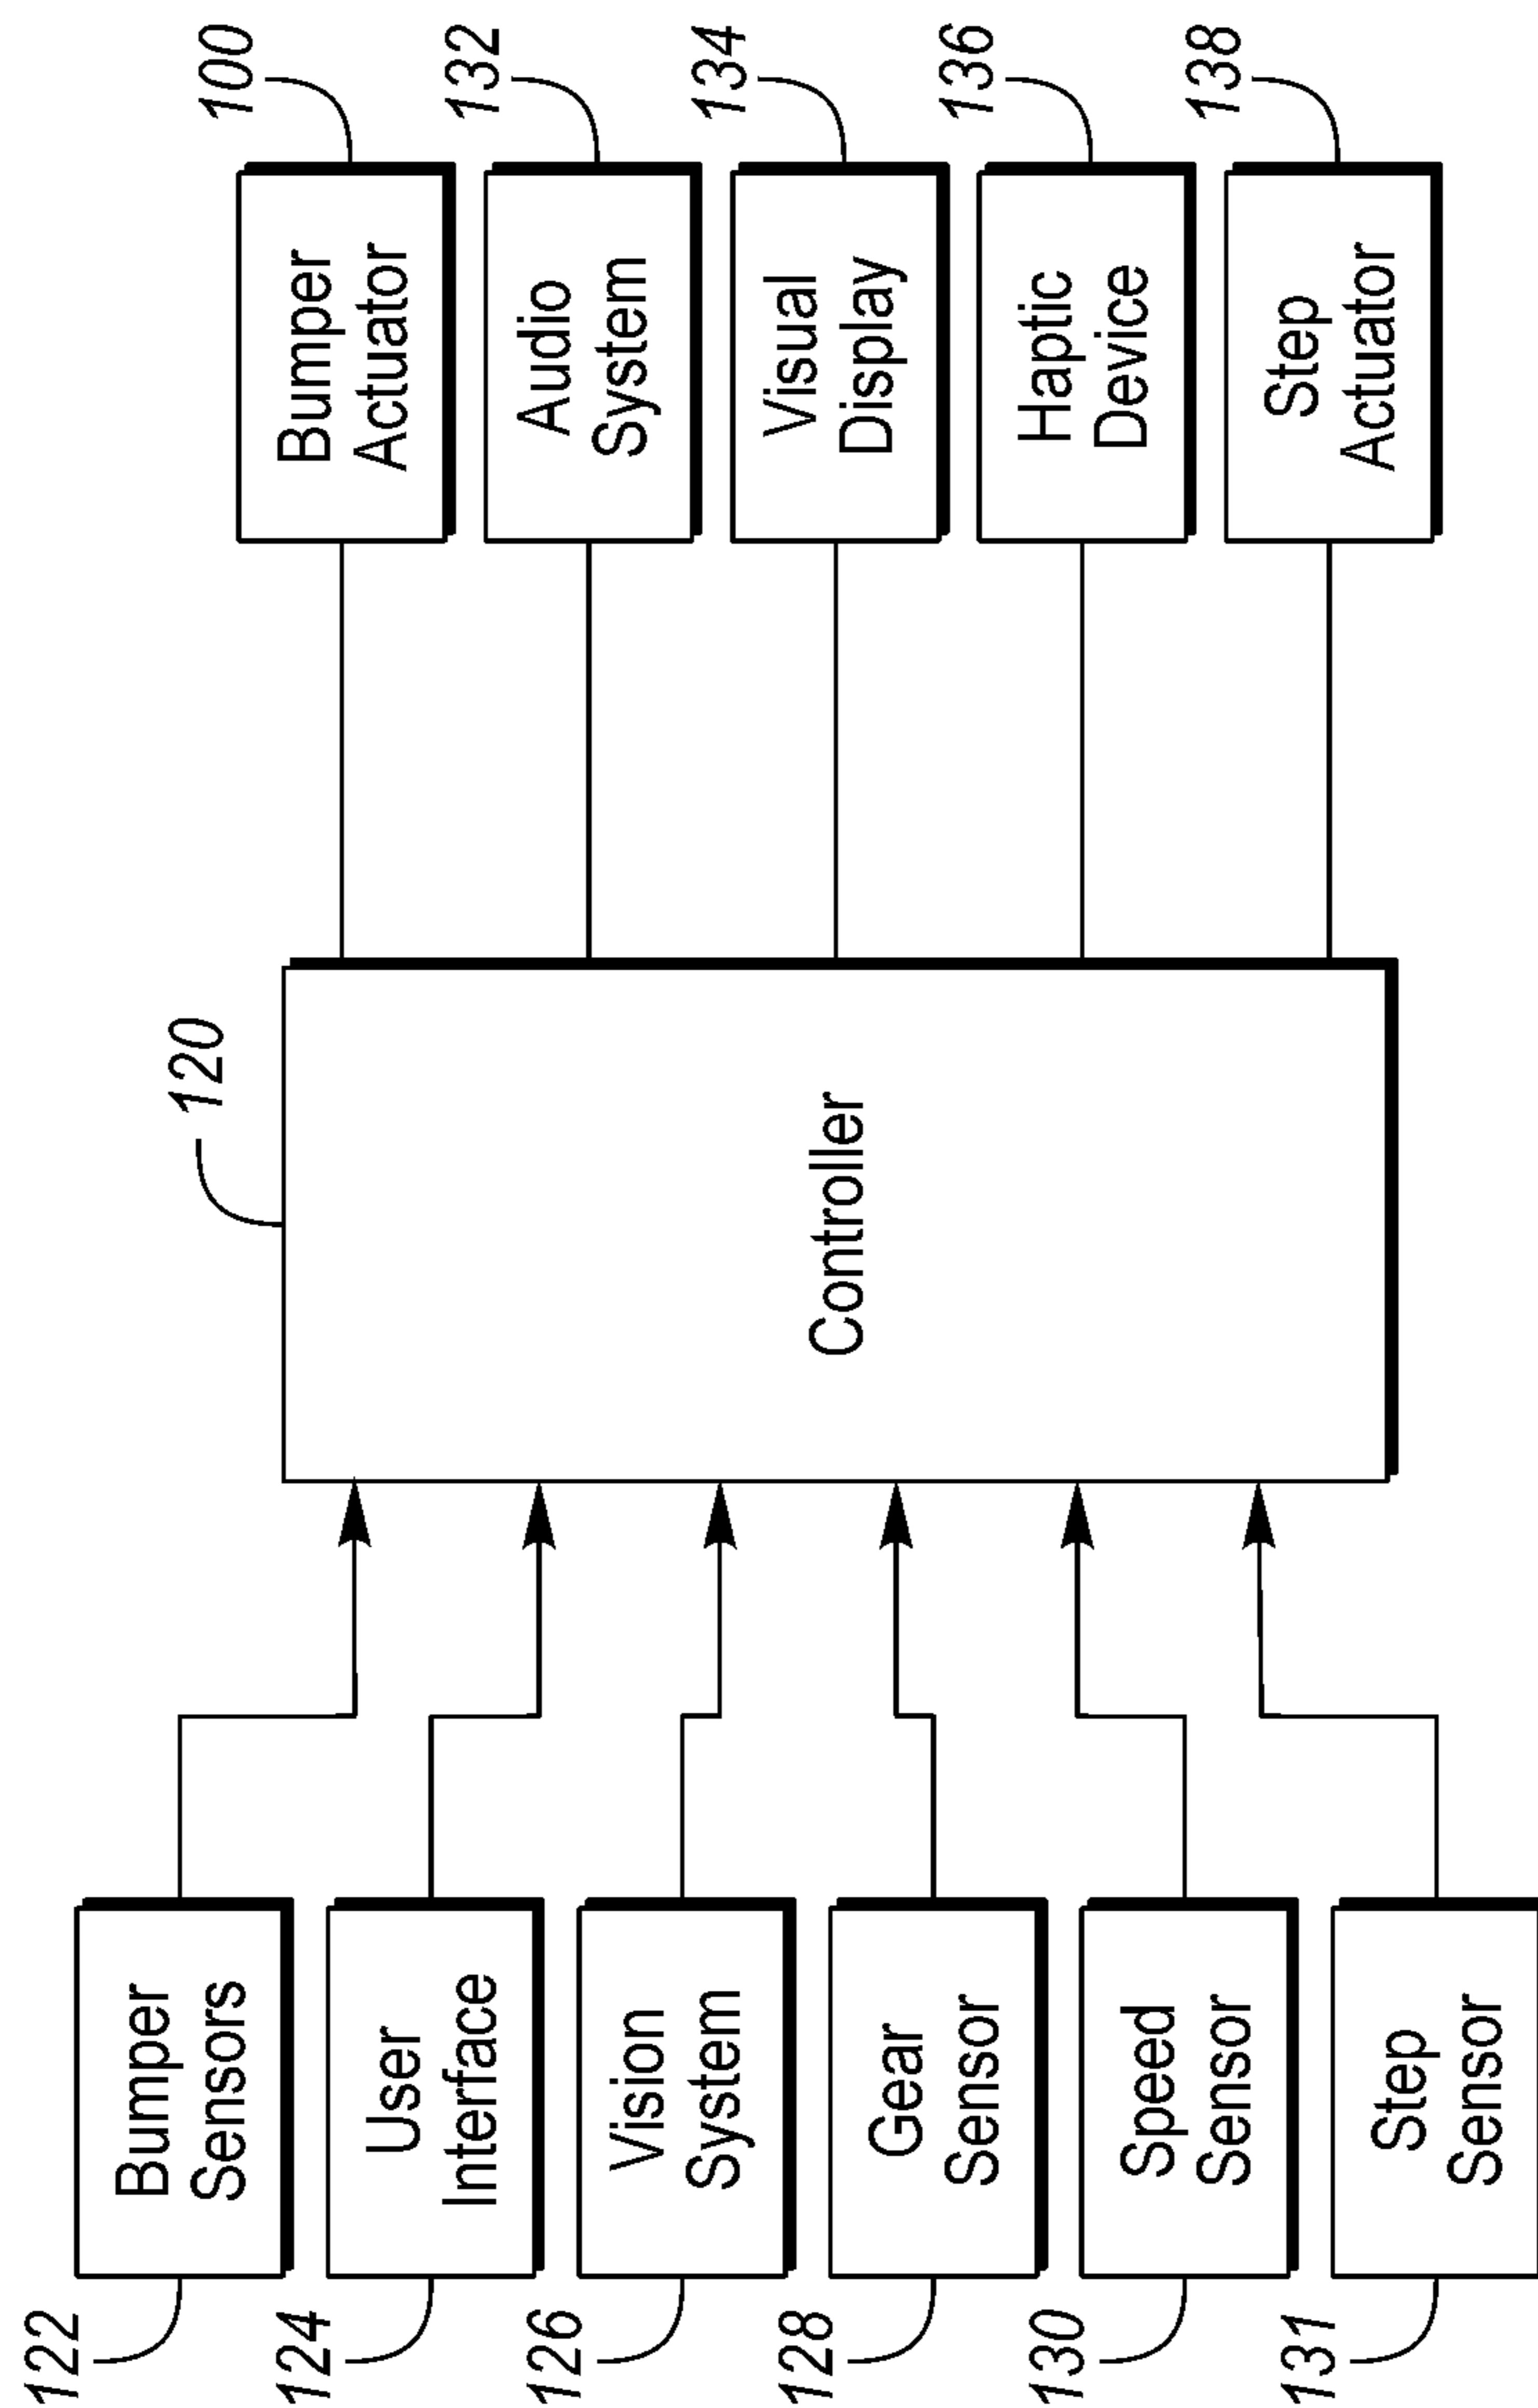 122
Bumper
Sensors
124
User
Interface
126
Vision
System
128
Gear
Sensor
130
Speed
Sensor
131
Step
Sensor
120
Controller
100
Bumper
Actuator
132
Audio
System
134
Visual
Display
136
Haptic
Device
138
Step
Actuator